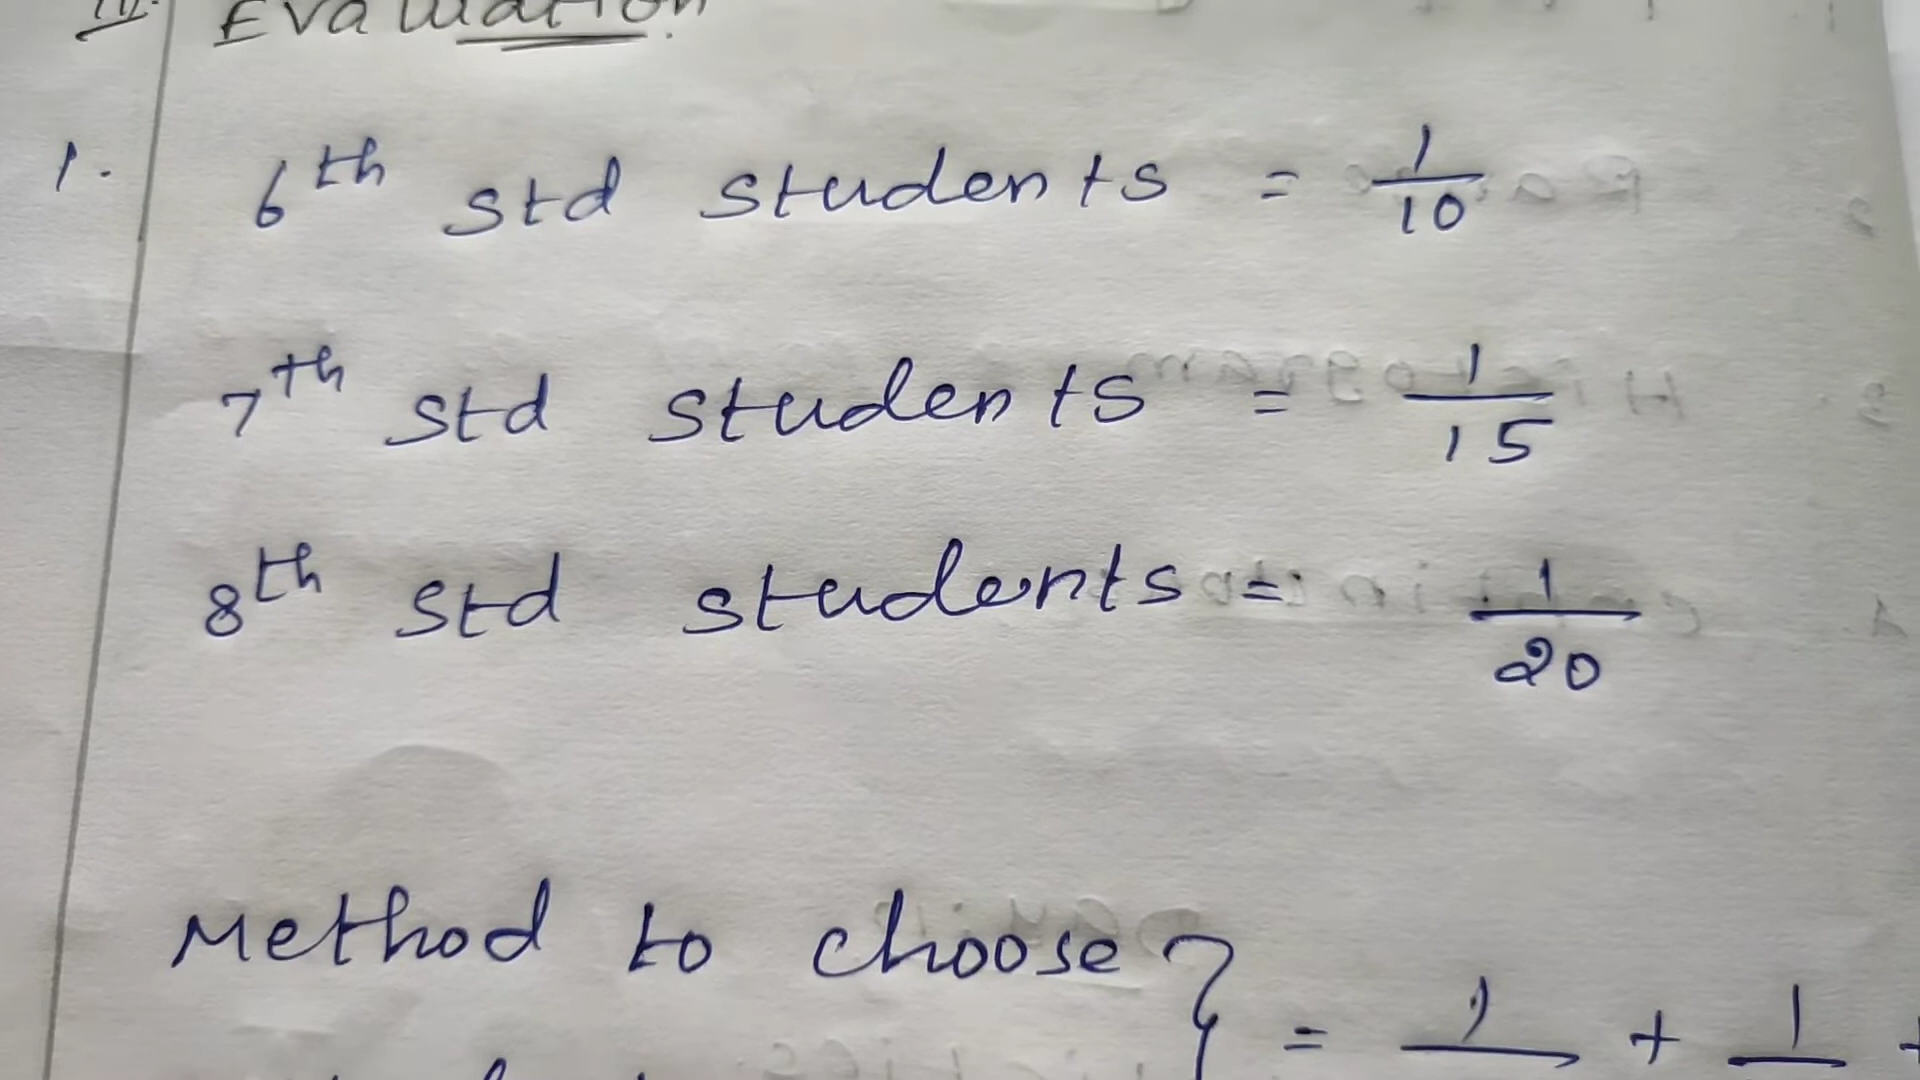 III. Evaluation.
1. 6th std students = 1/10
7th std students = 1/15
8th std students = 1/20
Method to choose } = 1 + 1 +